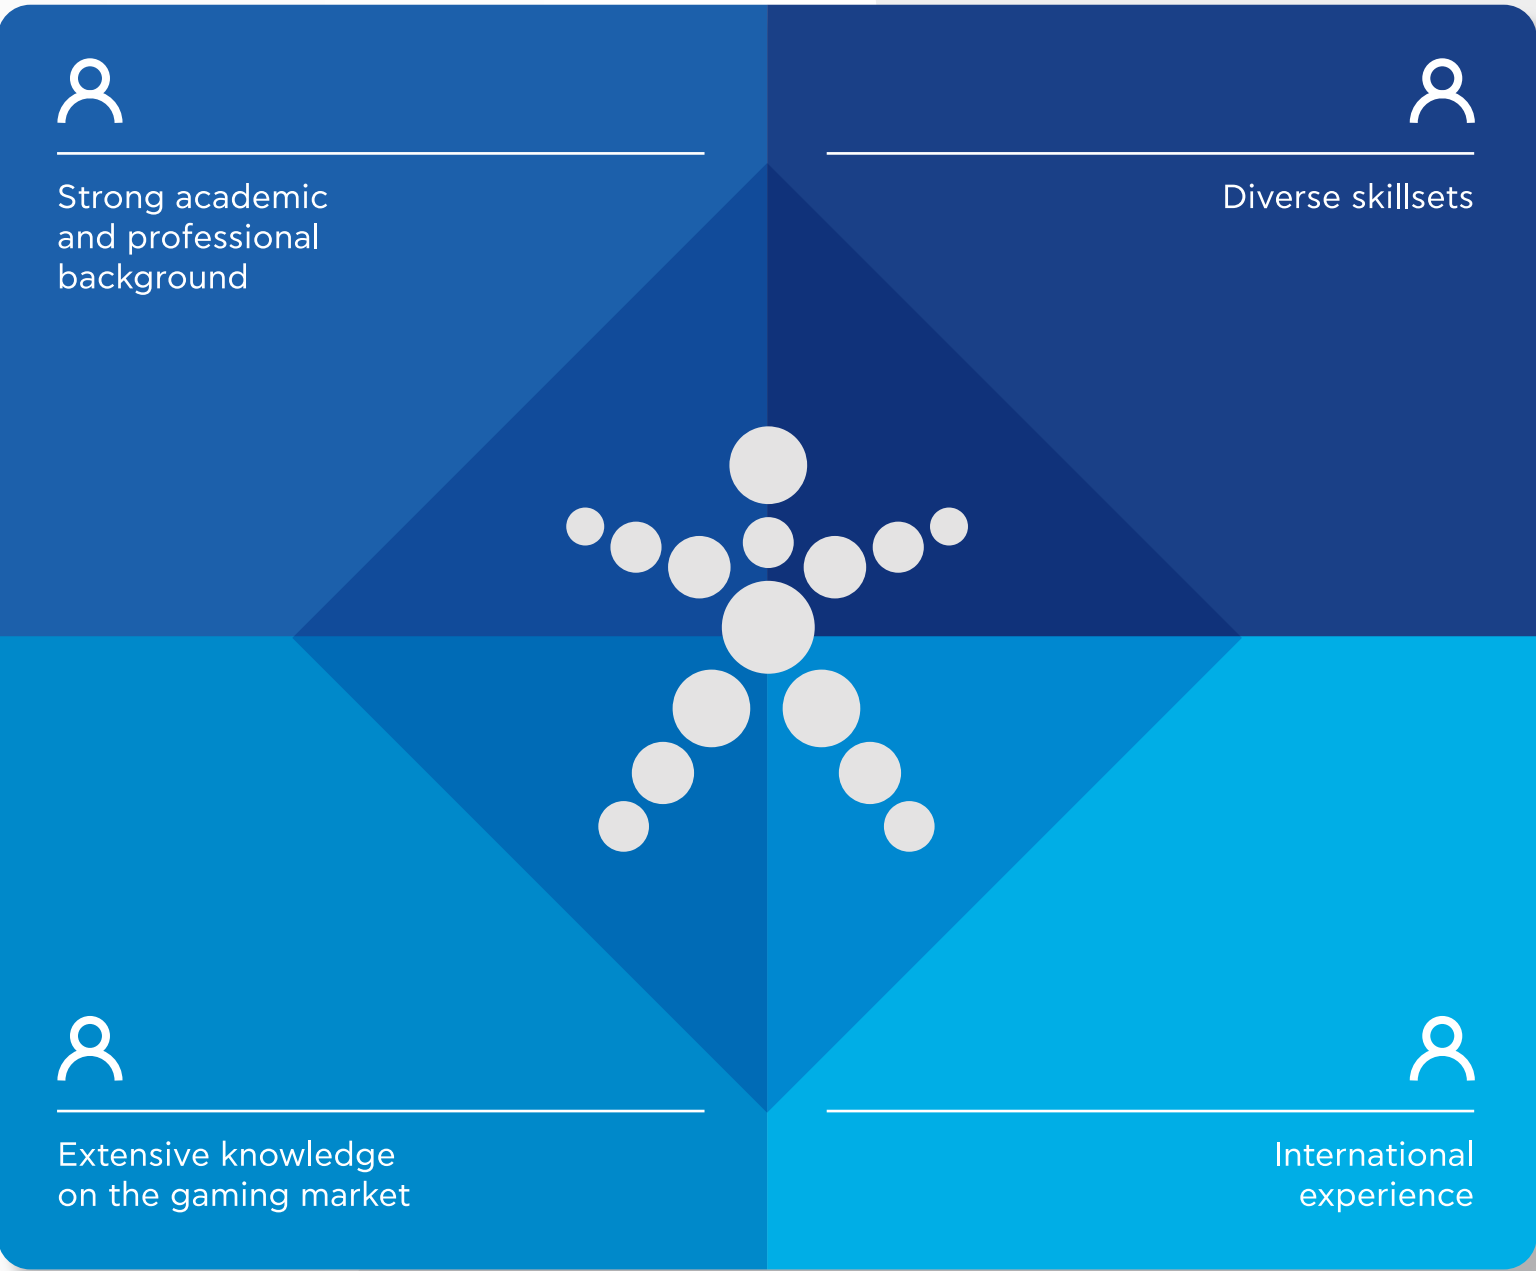 Strong academic
and professional
background
Diverse skillsets
Extensive knowledge
on the gaming market
International
experience